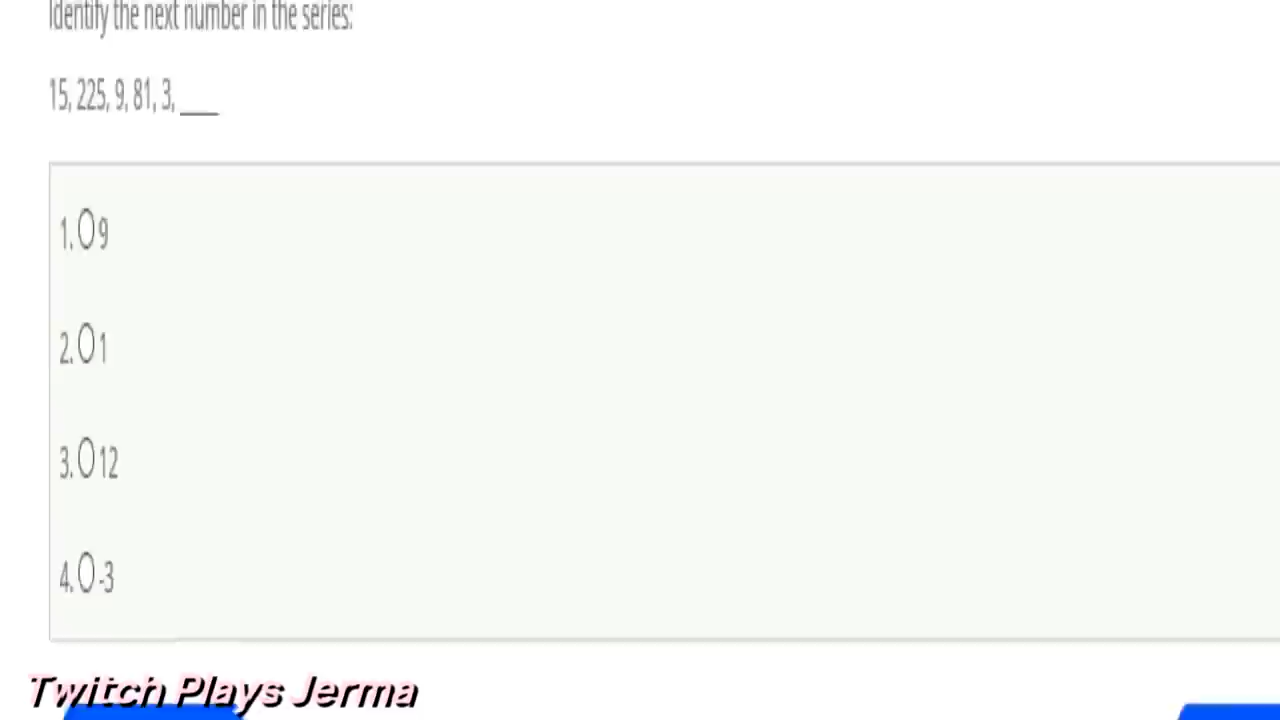 Identify the next number in the series:
15, 225, 9, 81, 3, ____
1. 9
2. 1
3. 12
4. -3
Twitch Plays Jerma